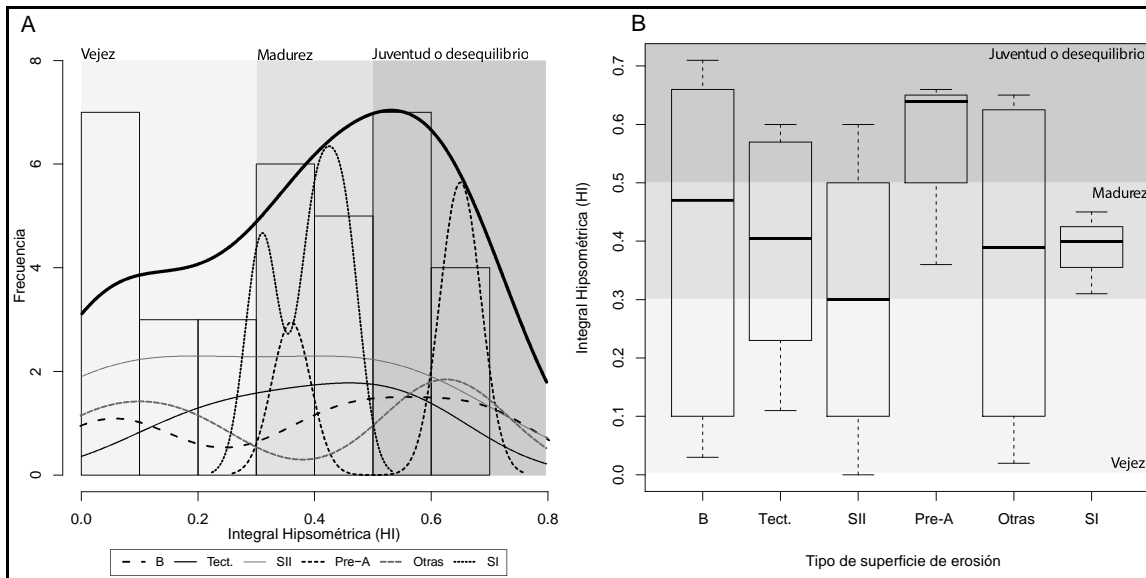 A
Vejez
Madurez
Juventud o desequilibrio
8
6
4
2
0
Frecuencia
0.0
0.2
0.4
0.6
0.8
Integral Hipsométrica (HI)
B
Tect.
SII
Pre-A
Otras
SI
B
Juventud o desequilibrio
Madurez
Vejez
0.7
0.6
0.5
0.4
0.3
0.2
0.1
0.0
Integral Hipsométrica (HI)
B
Tect.
SII
Pre-A
Otras
SI
Tipo de superficie de erosión